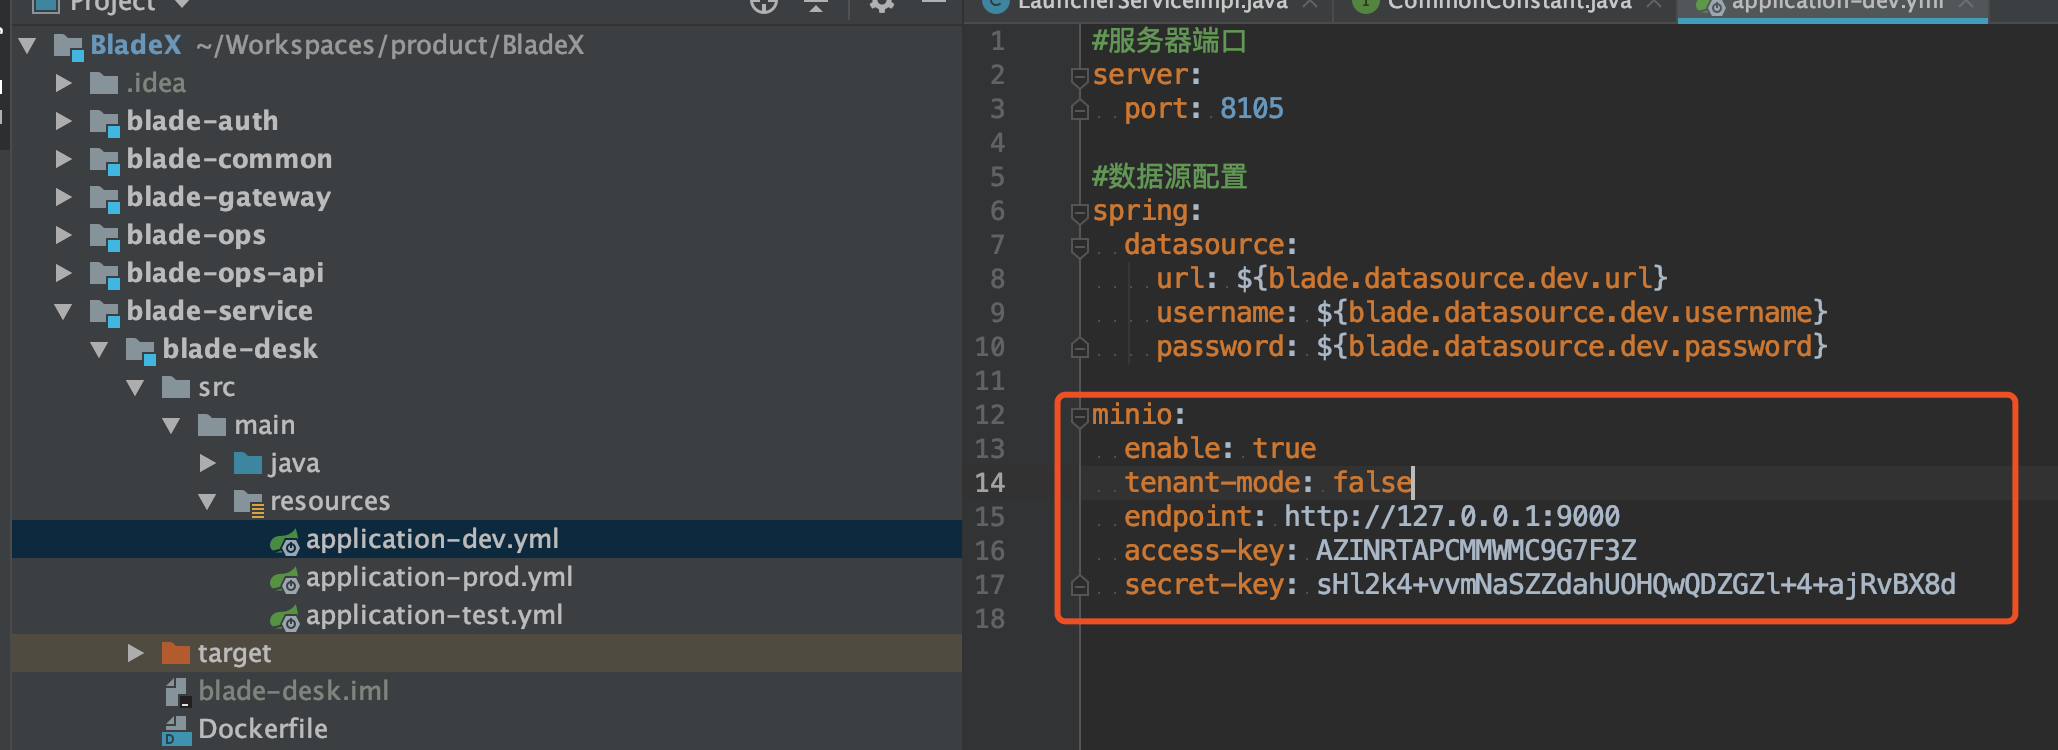 Project
BladeX ~/Workspaces/product/BladeX
.idea
blade-auth
blade-common
blade-gateway
blade-ops
blade-ops-api
blade-service
blade-desk
src
main
java
resources
application-dev.yml
application-prod.yml
application-test.yml
target
blade-desk.iml
Dockerfile
LauncherServiceImpl.java
CommonConstant.java
application-dev.yml
1 #服务器端口
2 server:
3 port: 8105
4
5 #数据源配置
6 spring:
7 datasource:
8 url: ${blade.datasource.dev.url}
9 username: ${blade.datasource.dev.username}
10 password: ${blade.datasource.dev.password}
11
12 minio:
13 enable: true
14 tenant-mode: false
15 endpoint: http://127.0.0.1:9000
16 access-key: AZINRTAPCMMWMC9G7F3Z
17 secret-key: sHl2k4+vvmNaSZZdahUOHQwQDZGZl+4+ajRvBX8d
18